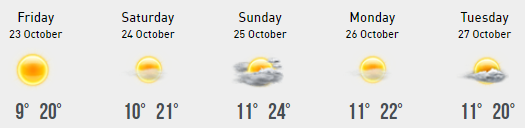 Friday Saturday Sunday Monday Tuesday
23 October 24 October 25 October 26 October 27 October
9° 20° 10° 21° 11° 24° 11° 22° 11° 20°